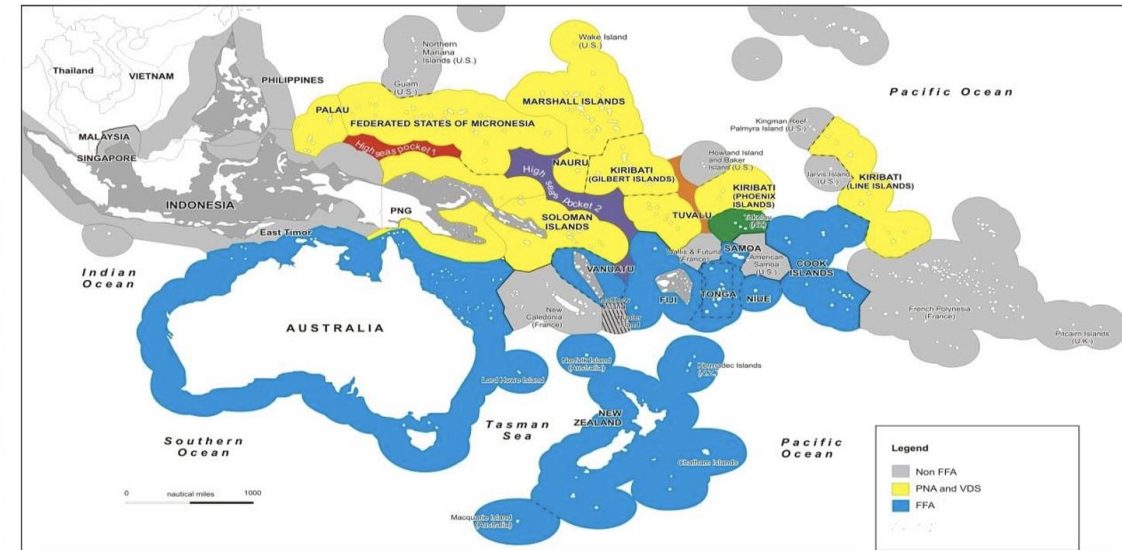 Thailand
VIETNAM
PHILIPPINES
MALAYSIA
SINGAPORE
INDONESIA
East Timor
Northern
Mariana
Islands (U.S.)
Guam (U.S.)
Wake Island
(U.S.)
MARSHALL ISLANDS
PALAU
FEDERATED STATES OF MICRONESIA
High seas pocket 1
High seas pocket 2
NAURU
KIRIBATI
(GILBERT ISLANDS)
Howland Island
and Baker
Island (U.S.)
Kingman Reef
Palmyra Island (U.S.)
Jarvis Island
(U.S.)
KIRIBATI
(PHOENIX
ISLANDS)
KIRIBATI
(LINE ISLANDS)
Pacific Ocean
PNG
SOLOMAN
ISLANDS
TUVALU
Tokelau
(NZ)
Wallis & Futuna
(France)
SAMOA
American
Samoa
(U.S.)
COOK
ISLANDS
VANUATU
FIJI
TONGA
NIUE
New
Caledonia
(France)
French Polynesia
(France)
Pitcairn Islands
(U.K.)
Indian
Ocean
AUSTRALIA
Lord Howe Island
Norfolk Island
(Australia)
Kermadec Islands
(N.Z.)
Tasman
Sea
NEW
ZEALAND
Chatham Islands
Southern
Ocean
Pacific
Ocean
Macquarie Island
(Australia)
0 nautical miles 1000
Legend
Non FFA
PNA and VDS
FFA